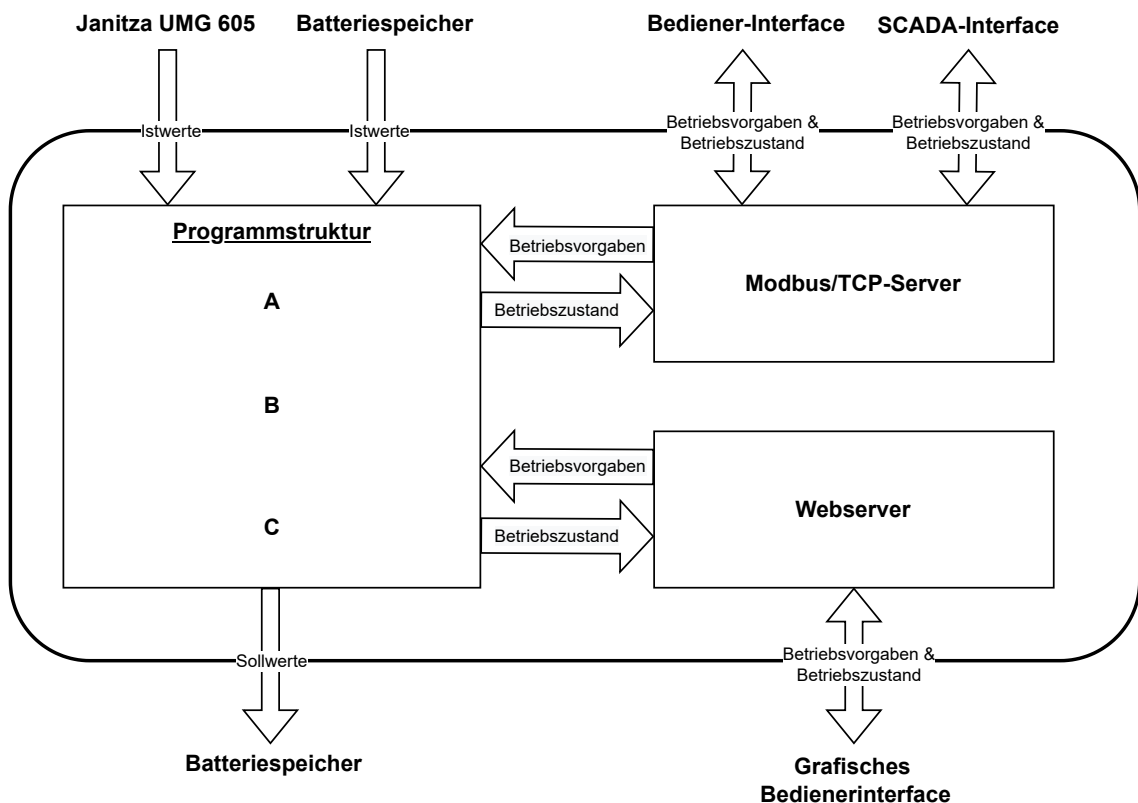 Janitza UMG 605
Batteriespeicher
Bediener-Interface
SCADA-Interface
Istwerte
Istwerte
Betriebsvorgaben &
Betriebszustand
Betriebsvorgaben &
Betriebszustand
Programmstruktur
A
B
C
Betriebsvorgaben
Betriebszustand
Modbus/TCP-Server
Betriebsvorgaben
Betriebszustand
Webserver
Sollwerte
Betriebsvorgaben &
Betriebszustand
Batteriespeicher
Grafisches
Bedienerinterface